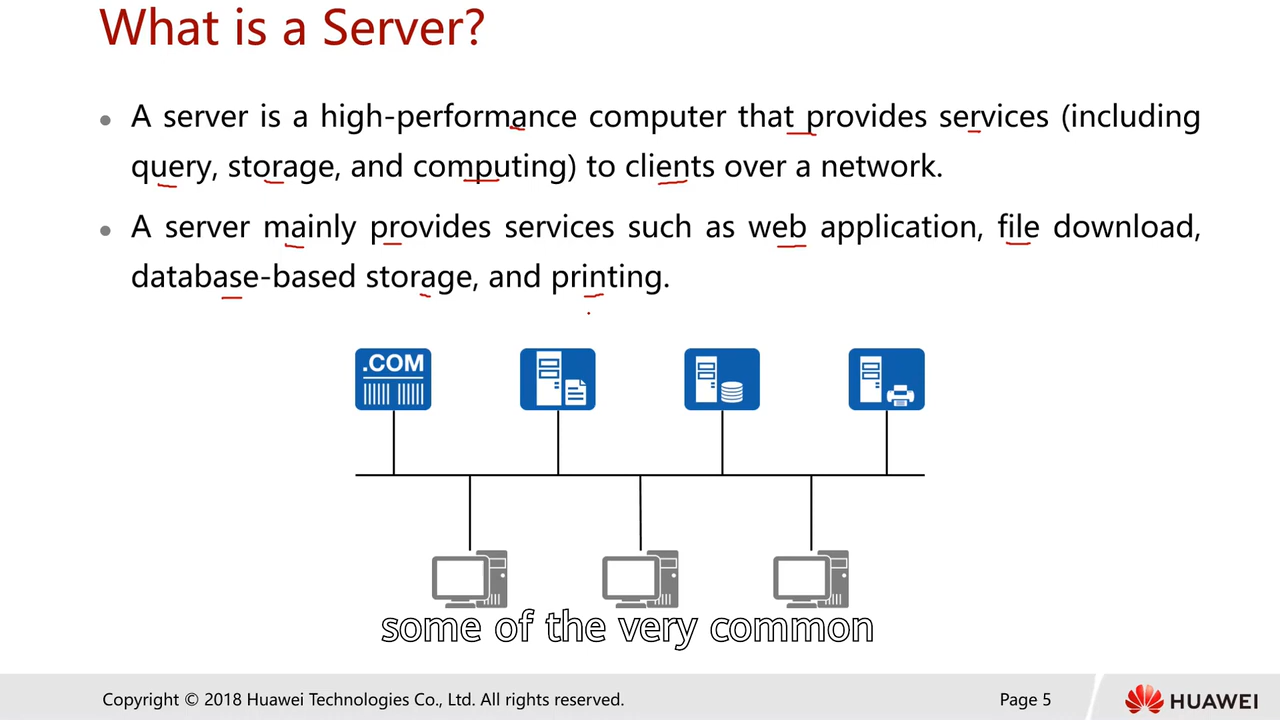 What is a Server?
A server is a high-performance computer that provides services (including
query, storage, and computing) to clients over a network.
A server mainly provides services such as web application, file download,
database-based storage, and printing.
.COM
some of the very common
Copyright © 2018 Huawei Technologies Co., Ltd. All rights reserved.
Page 5
HUAWEI